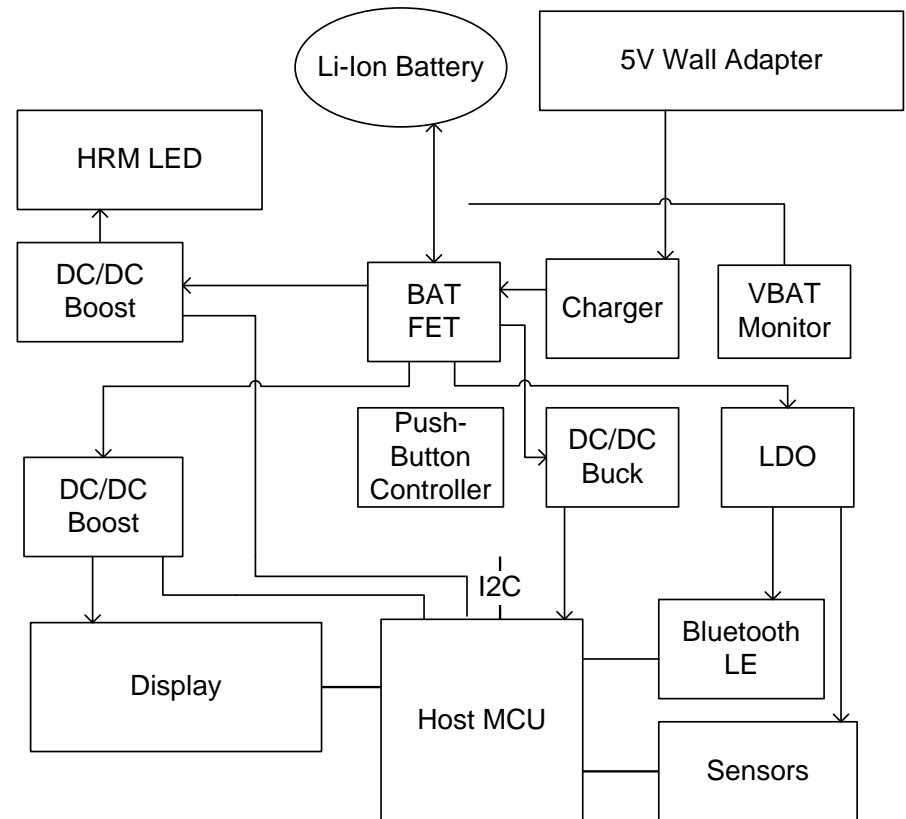 Li-Ion Battery
5V Wall Adapter
HRM LED
DC/DC
Boost
BAT
FET
Charger
VBAT
Monitor
Push-
Button
Controller
DC/DC
Buck
LDO
DC/DC
Boost
I2C
Bluetooth
LE
Display
Host MCU
Sensors